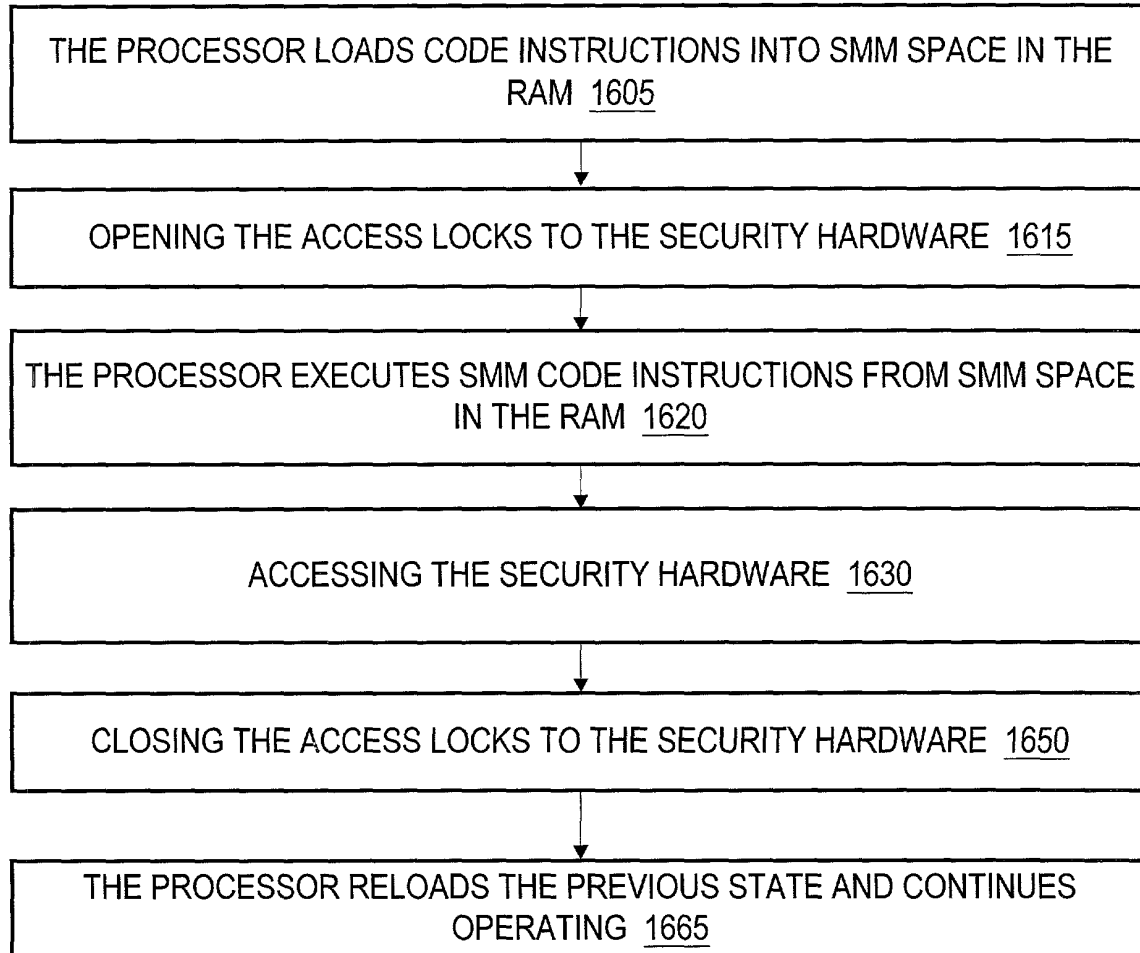 THE PROCESSOR LOADS CODE INSTRUCTIONS INTO SMM SPACE IN THE
RAM 1605
OPENING THE ACCESS LOCKS TO THE SECURITY HARDWARE 1615
THE PROCESSOR EXECUTES SMM CODE INSTRUCTIONS FROM SMM SPACE
IN THE RAM 1620
ACCESSING THE SECURITY HARDWARE 1630
CLOSING THE ACCESS LOCKS TO THE SECURITY HARDWARE 1650
THE PROCESSOR RELOADS THE PREVIOUS STATE AND CONTINUES
OPERATING 1665